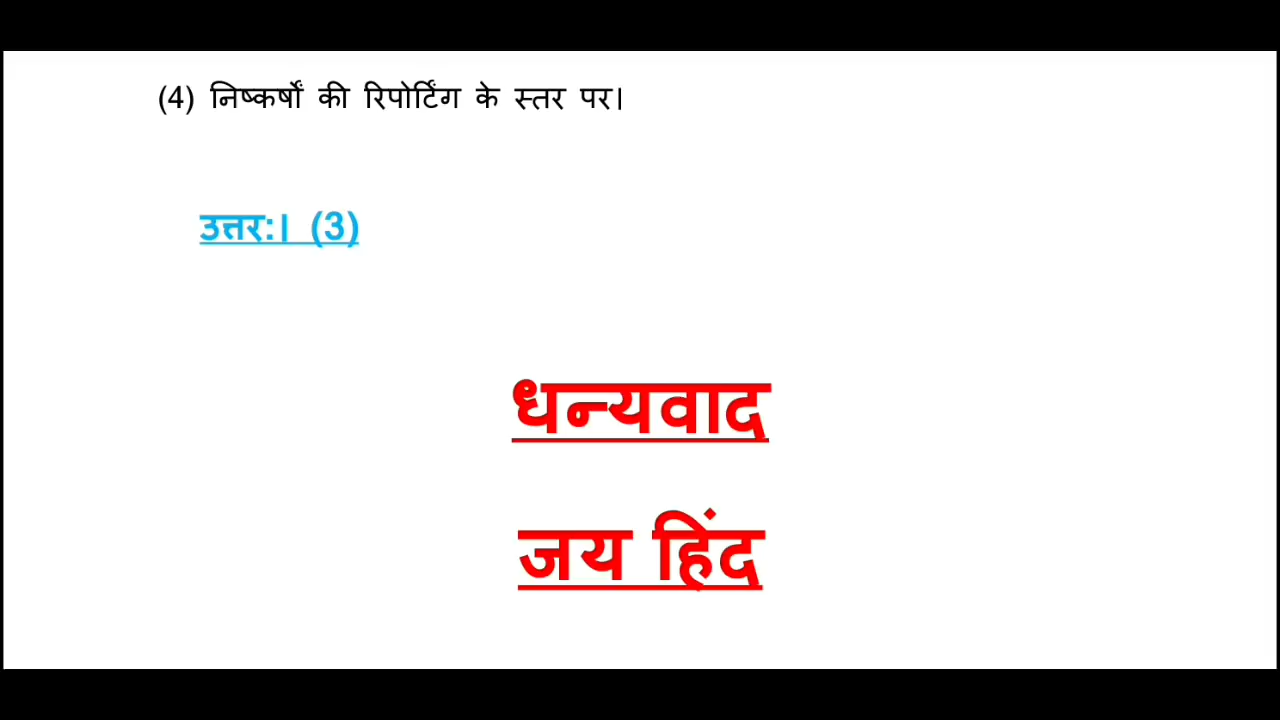 (4) निष्कर्षों की रिपोर्टिंग के स्तर पर।
उत्तर:। (3)
धन्यवाद
जय हिंद